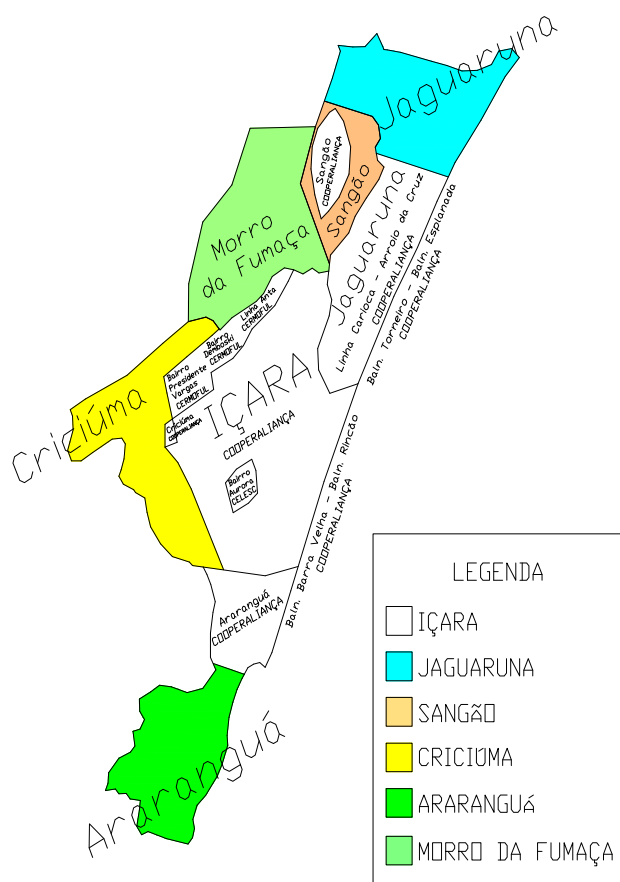 Jaguaruna
Sangão
COOPERALIANÇA
Sangão
Morro
da Fumaça
Jaguaruna
Linha Carioca - Arroio da Cruz
COOPERALIANÇA
Baln. Torneiro - Baln. Esplanada
COOPERALIANÇA
Linha Anta
CERMOFUL
Bairro
Demboski
CERMOFUL
Bairro
Presidente
Vargas
CERMOFUL
Criciúma
COOPERALIANÇA
Criciúma
IÇARA
COOPERALIANÇA
Bairro
Aurora
CELESC
Baln. Barra Velha - Baln. Rincão
COOPERALIANÇA
Araranguá
COOPERALIANÇA
Araranguá
LEGENDA
IÇARA
JAGUARUNA
SANGãO
CRICIÚMA
ARARANGUá
MORRO DA FUMAÇA